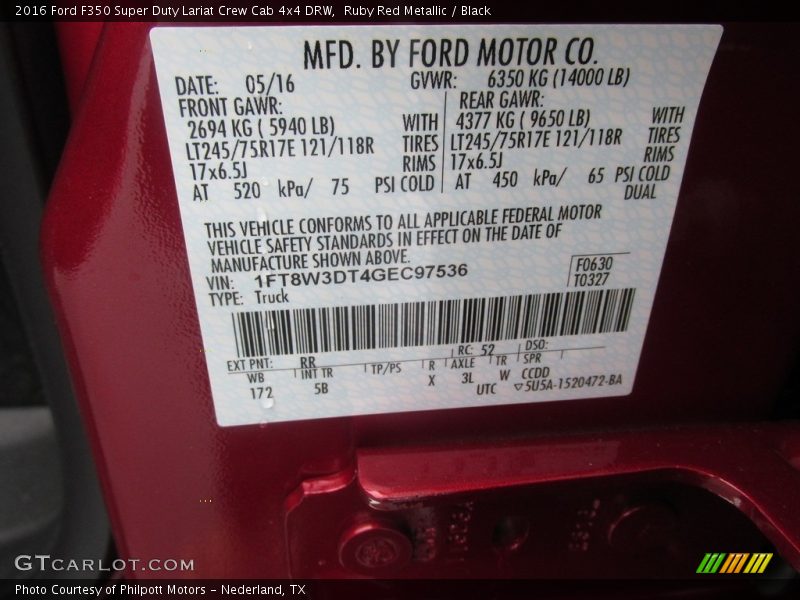 2016 Ford F350 Super Duty Lariat Crew Cab 4x4 DRW, Ruby Red Metallic / Black
MFD. BY FORD MOTOR CO.
DATE: 05/16 GVWR: 6350 KG (14000 LB)
FRONT GAWR: REAR GAWR:
2694 KG ( 5940 LB) WITH 4377 KG ( 9650 LB) WITH
LT245/75R17E 121/118R TIRES LT245/75R17E 121/118R TIRES
17x6.5J RIMS 17x6.5J RIMS
AT 520 kPa/ 75 PSI COLD AT 450 kPa/ 65 PSI COLD
DUAL
THIS VEHICLE CONFORMS TO ALL APPLICABLE FEDERAL MOTOR
VEHICLE SAFETY STANDARDS IN EFFECT ON THE DATE OF
MANUFACTURE SHOWN ABOVE.
VIN: 1FT8W3DT4GEC97536 F0630
TYPE: Truck T0327
EXT PNT: RR RC: 52 DSO:
WB INT TR TP/PS R AXLE TR SPR
172 5B X 3L W CCDD
UTC ▽5U5A-1520472-BA
GTCARLOT.COM
Photo Courtesy of Philpott Motors - Nederland, TX